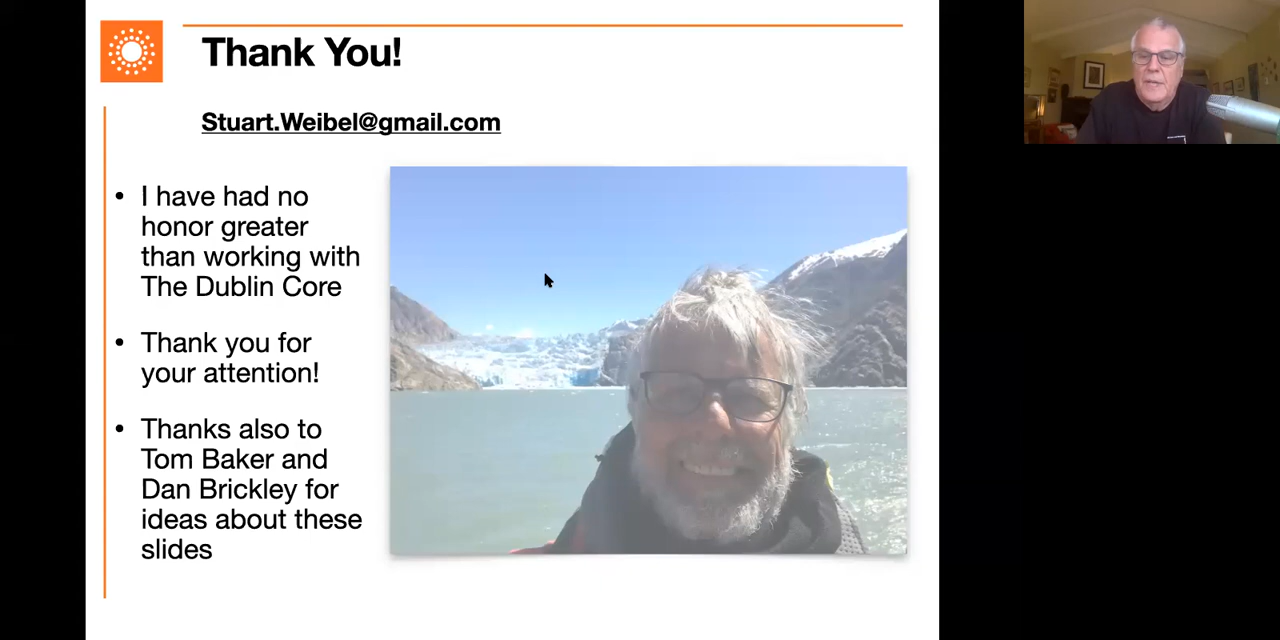 Thank You!
Stuart.Weibel@gmail.com
• I have had no
honor greater
than working with
The Dublin Core
• Thank you for
your attention!
• Thanks also to
Tom Baker and
Dan Brickley for
ideas about these
slides